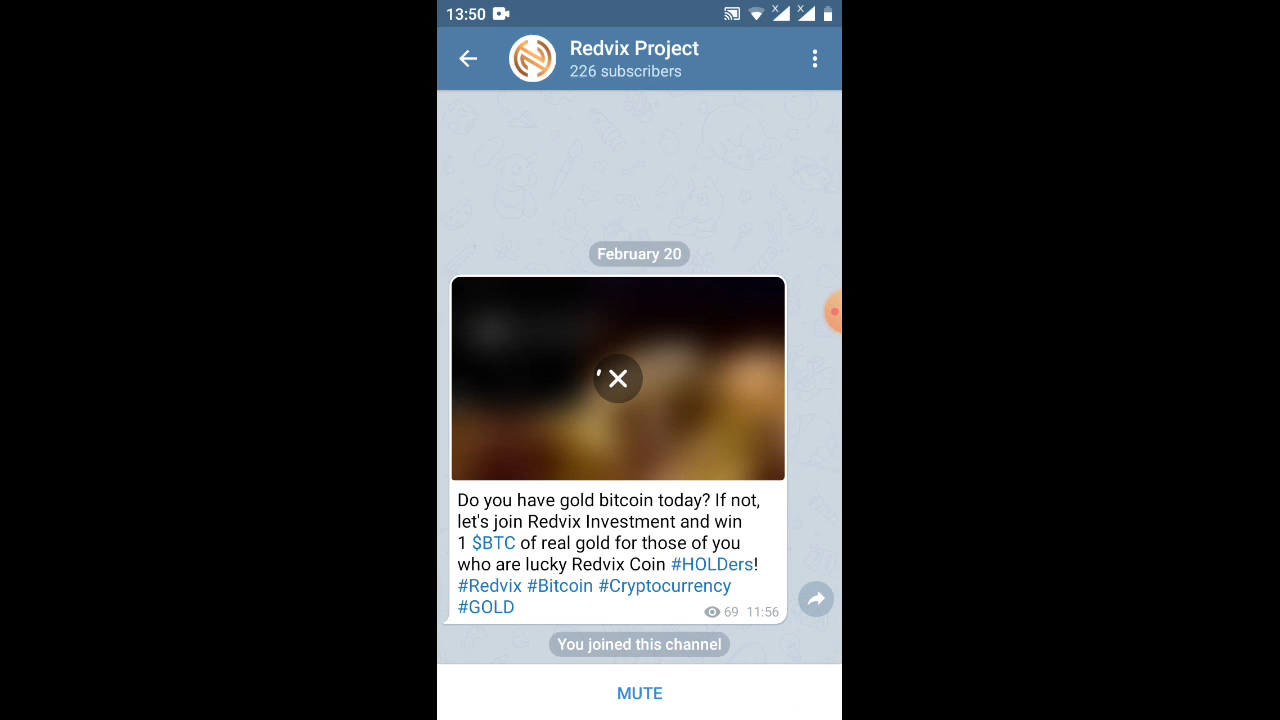 13:50
Redvix Project
226 subscribers
February 20
Do you have gold bitcoin today? If not,
let's join Redvix Investment and win
1 $BTC of real gold for those of you
who are lucky Redvix Coin #HOLDers!
#Redvix #Bitcoin #Cryptocurrency
#GOLD
69 11:56
You joined this channel
MUTE